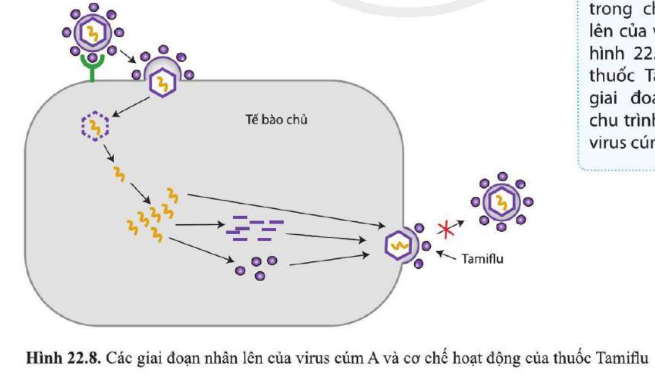 trong ch
lên của
hình 22.
thuốc Ta
giai đoạ
chu trình
virus cúm
Tế bào chủ
Tamiflu
Hình 22.8. Các giai đoạn nhân lên của virus cúm A và cơ chế hoạt động của thuốc Tamiflu